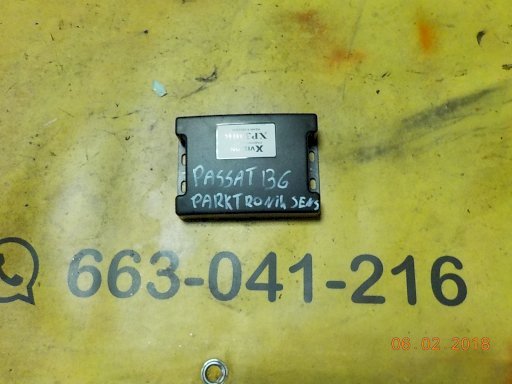 PASSAT B6
PARKTRONIK SENS
663-041-216
06.02.2018